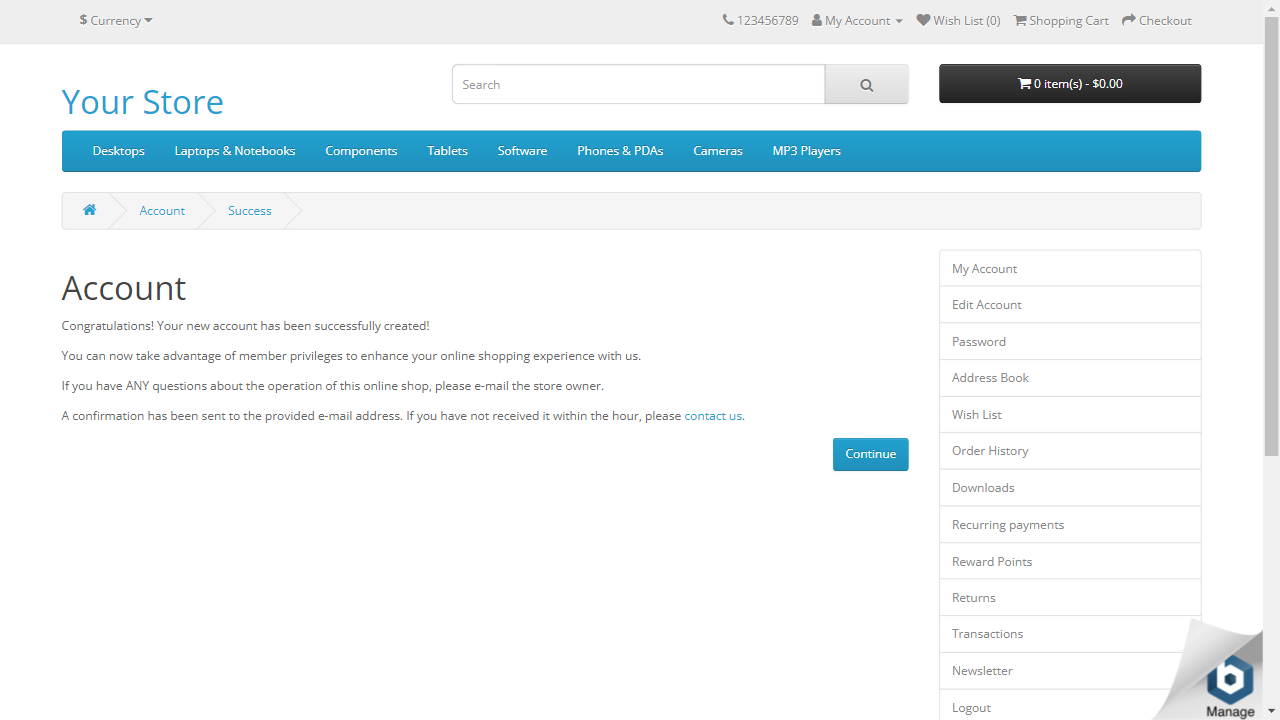 $ Currency
123456789
My Account
Wish List (0)
Shopping Cart
Checkout
Your Store
Search
0 item(s) - $0.00
Desktops
Laptops & Notebooks
Components
Tablets
Software
Phones & PDAs
Cameras
MP3 Players
Account
Success
Account
Congratulations! Your new account has been successfully created!
You can now take advantage of member privileges to enhance your online shopping experience with us.
If you have ANY questions about the operation of this online shop, please e-mail the store owner.
A confirmation has been sent to the provided e-mail address. If you have not received it within the hour, please contact us.
Continue
My Account
Edit Account
Password
Address Book
Wish List
Order History
Downloads
Recurring payments
Reward Points
Returns
Transactions
Newsletter
Logout
b
Manage